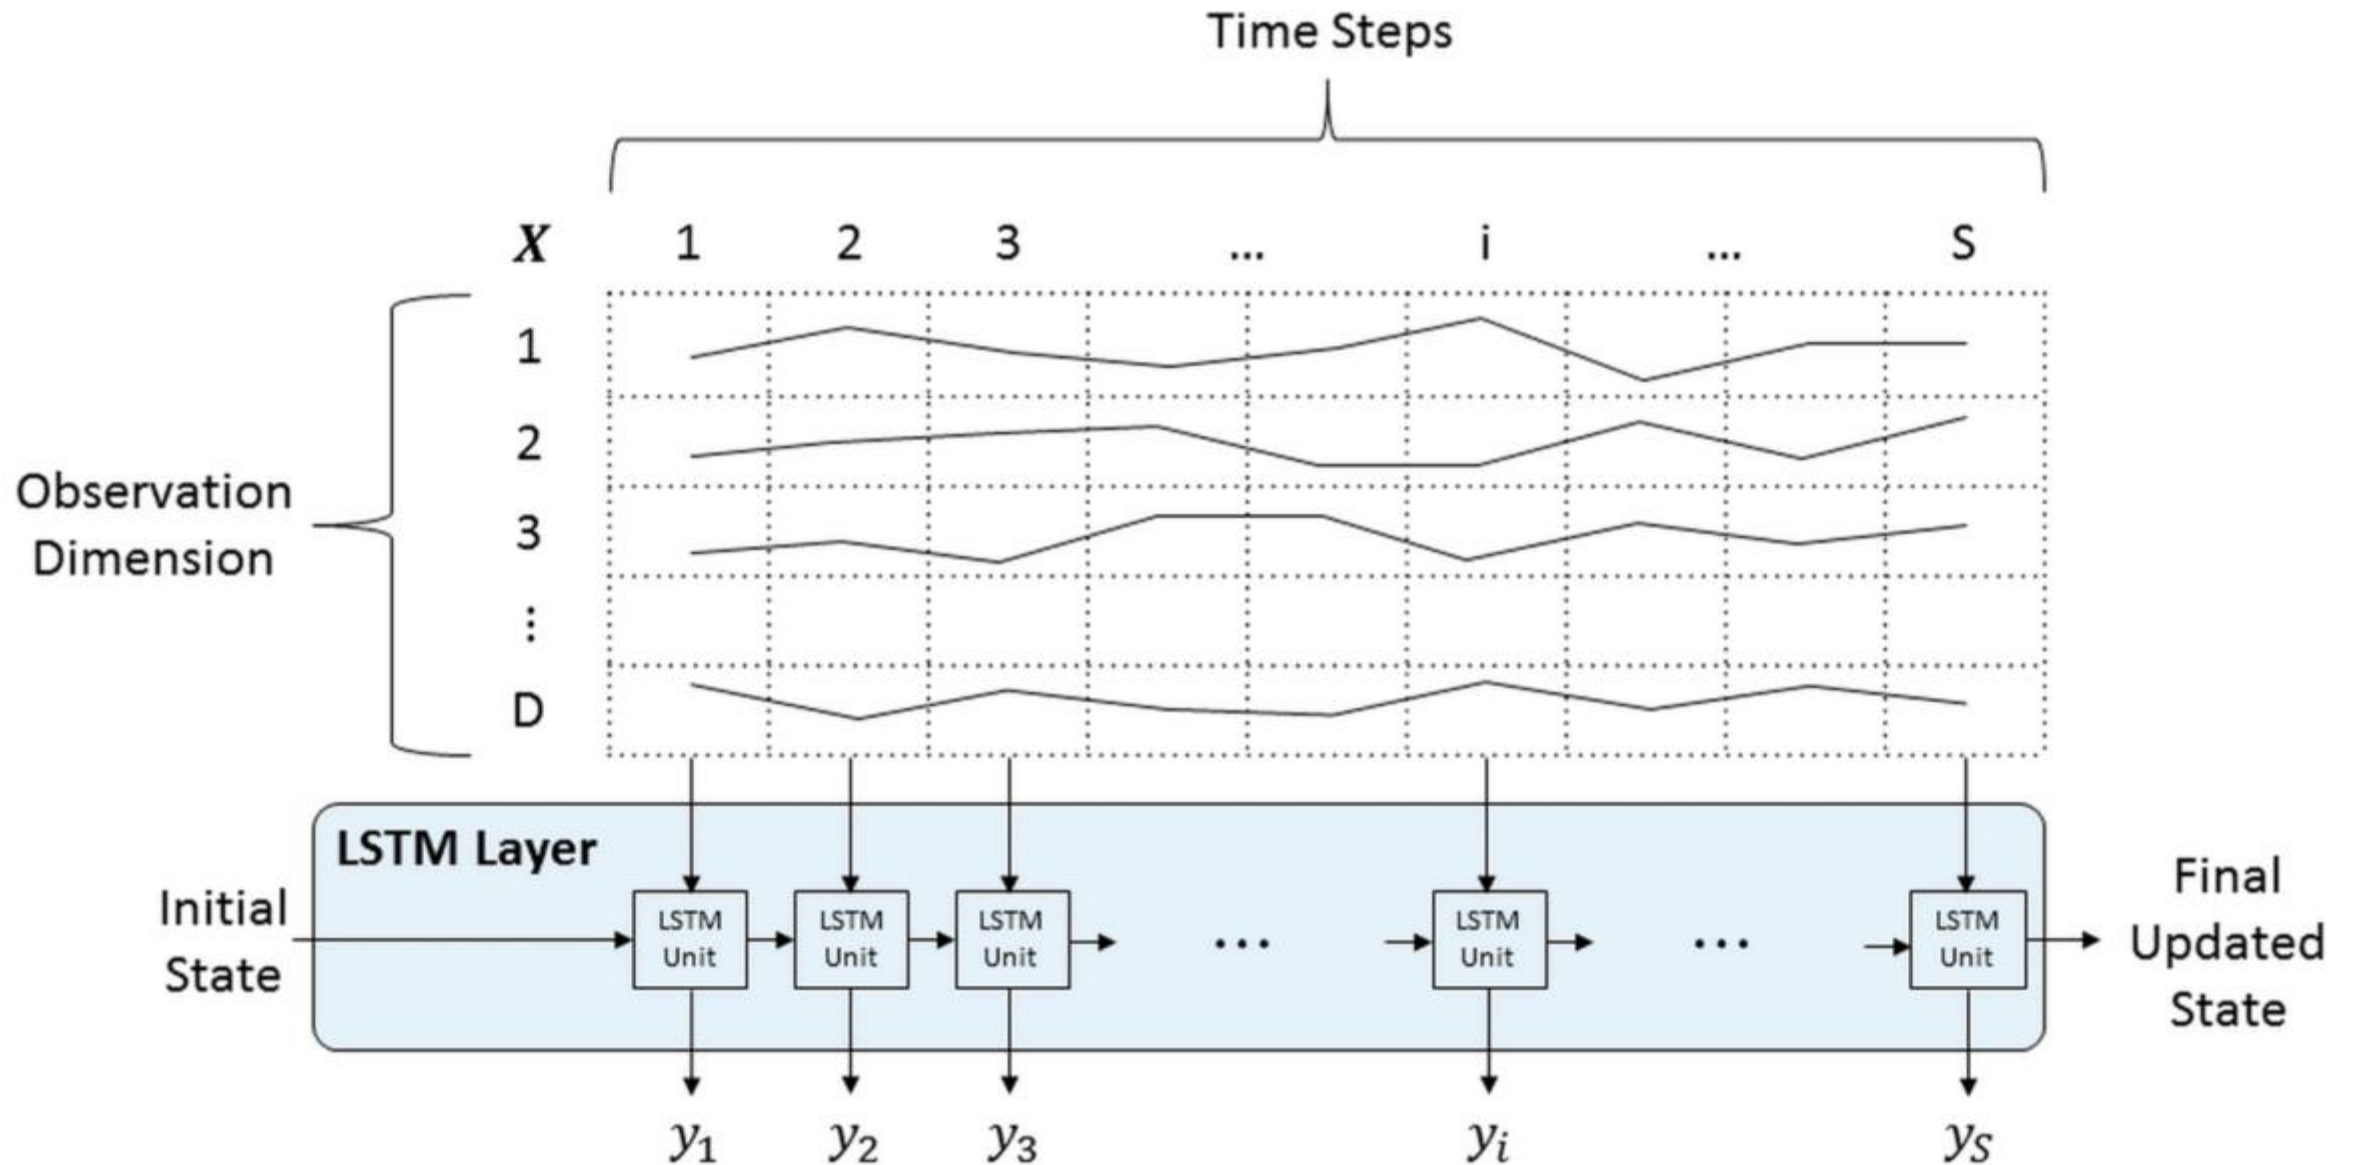 Time Steps
X 1 2 3 ... i ... S
1
2
Observation
Dimension
3
⋮
D
LSTM Layer
Initial
State
LSTM
Unit
LSTM
Unit
LSTM
Unit
...
LSTM
Unit
...
LSTM
Unit
Final
Updated
State
y1 y2 y3 yi yS